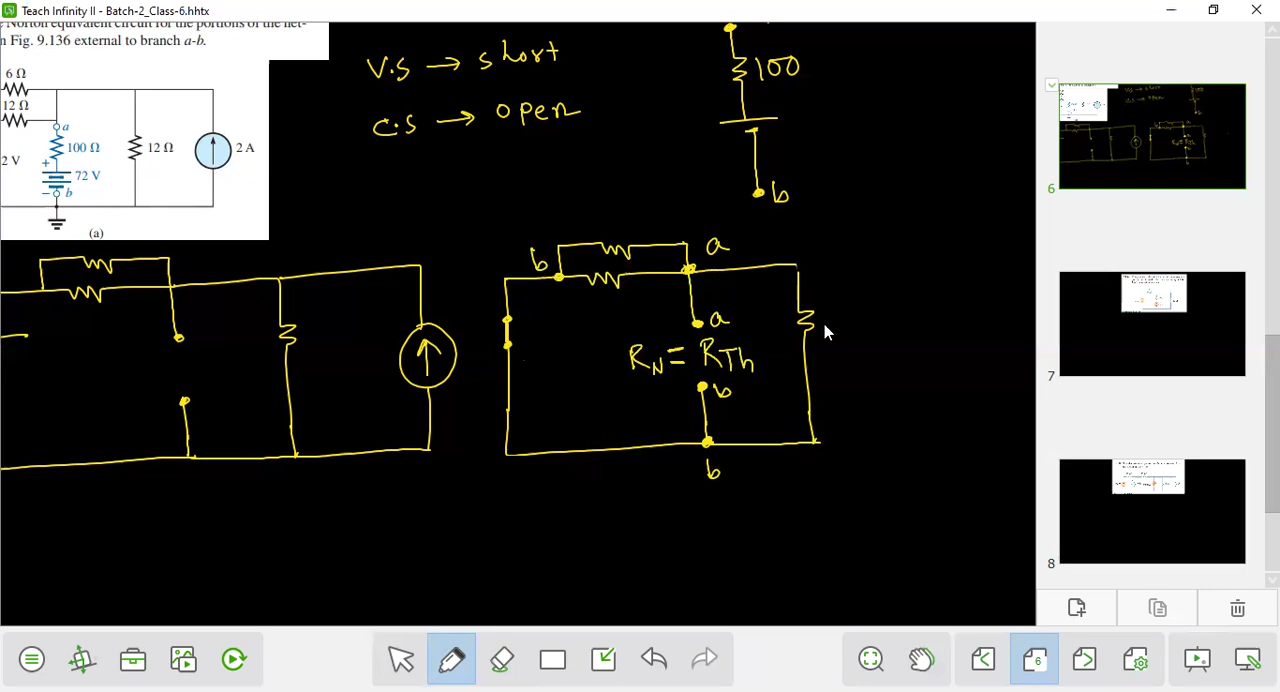 Teach Infinity II - Batch-2_Class-6.hhtx
Norton equivalent circuit for the portions of the net-
n Fig. 9.136 external to branch a-b.
6 Ω
12 Ω
a
100 Ω
12 Ω
2 A
2 V
+
72 V
-
b
(a)
V.S → short
C.S → open
100
b
b
a
a
R_N = R_Th
b
b
6
7
8
6